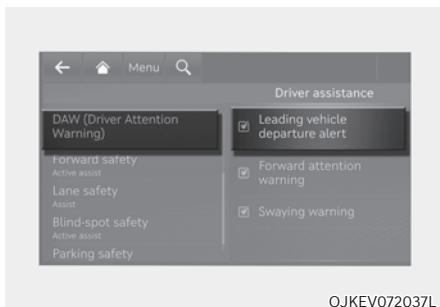 Menu
Driver assistance
DAW (Driver Attention
Warning)
Forward safety
Active assist
Lane safety
Assist
Blind-spot safety
Active assist
Parking safety
Leading vehicle
departure alert
Forward attention
warning
Swaying warning
OJKEV072037L